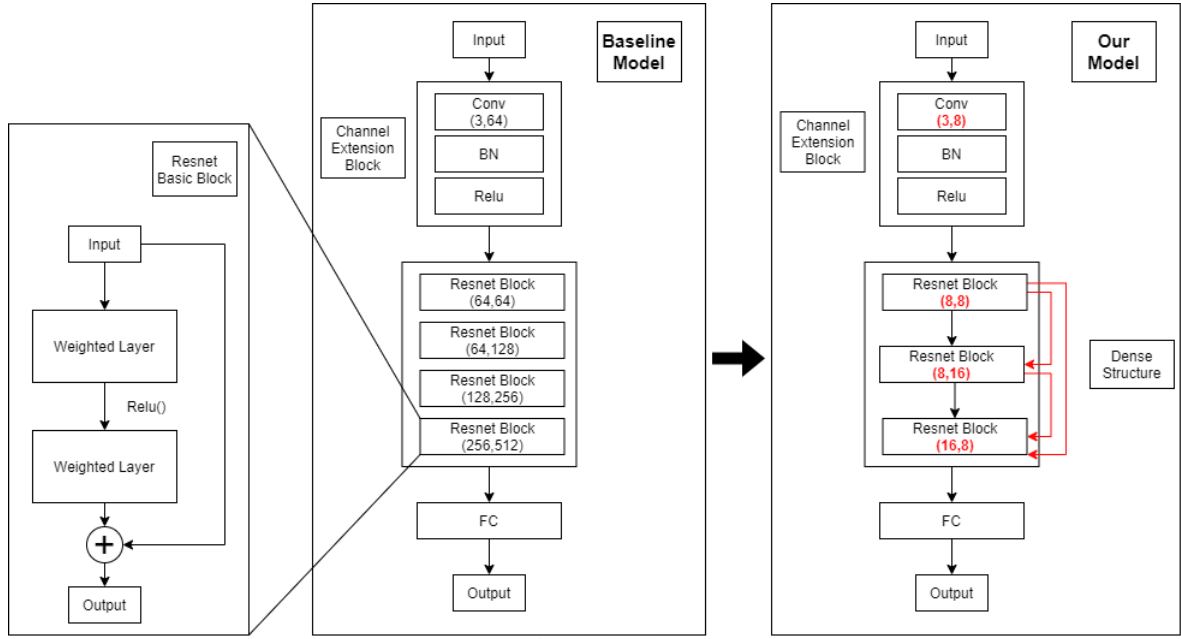 Resnet
Basic Block
Input
Weighted Layer
Relu()
Weighted Layer
+
Output
Baseline
Model
Input
Channel
Extension
Block
Conv
(3,64)
BN
Relu
Resnet Block
(64,64)
Resnet Block
(64,128)
Resnet Block
(128,256)
Resnet Block
(256,512)
FC
Output
Our
Model
Input
Channel
Extension
Block
Conv
(3,8)
BN
Relu
Resnet Block
(8,8)
Resnet Block
(8,16)
Resnet Block
(16,8)
Dense
Structure
FC
Output